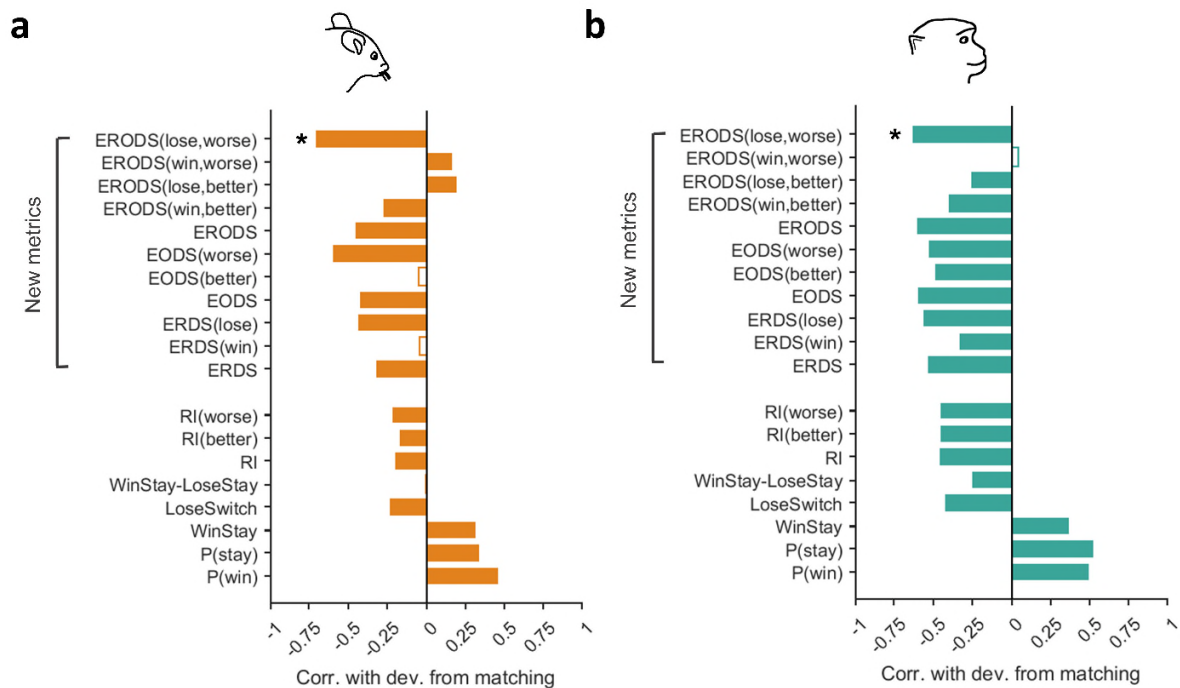 a
*
New metrics
ERODS(lose,worse)
ERODS(win,worse)
ERODS(lose,better)
ERODS(win,better)
ERODS
EODS(worse)
EODS(better)
EODS
ERDS(lose)
ERDS(win)
ERDS
RI(worse)
RI(better)
RI
WinStay-LoseStay
LoseSwitch
WinStay
P(stay)
P(win)
-1
-0.75
-0.5
-0.25
0
0.25
0.5
0.75
1
Corr. with dev. from matching
b
*
New metrics
ERODS(lose,worse)
ERODS(win,worse)
ERODS(lose,better)
ERODS(win,better)
ERODS
EODS(worse)
EODS(better)
EODS
ERDS(lose)
ERDS(win)
ERDS
RI(worse)
RI(better)
RI
WinStay-LoseStay
LoseSwitch
WinStay
P(stay)
P(win)
-1
-0.75
-0.5
-0.25
0
0.25
0.5
0.75
1
Corr. with dev. from matching